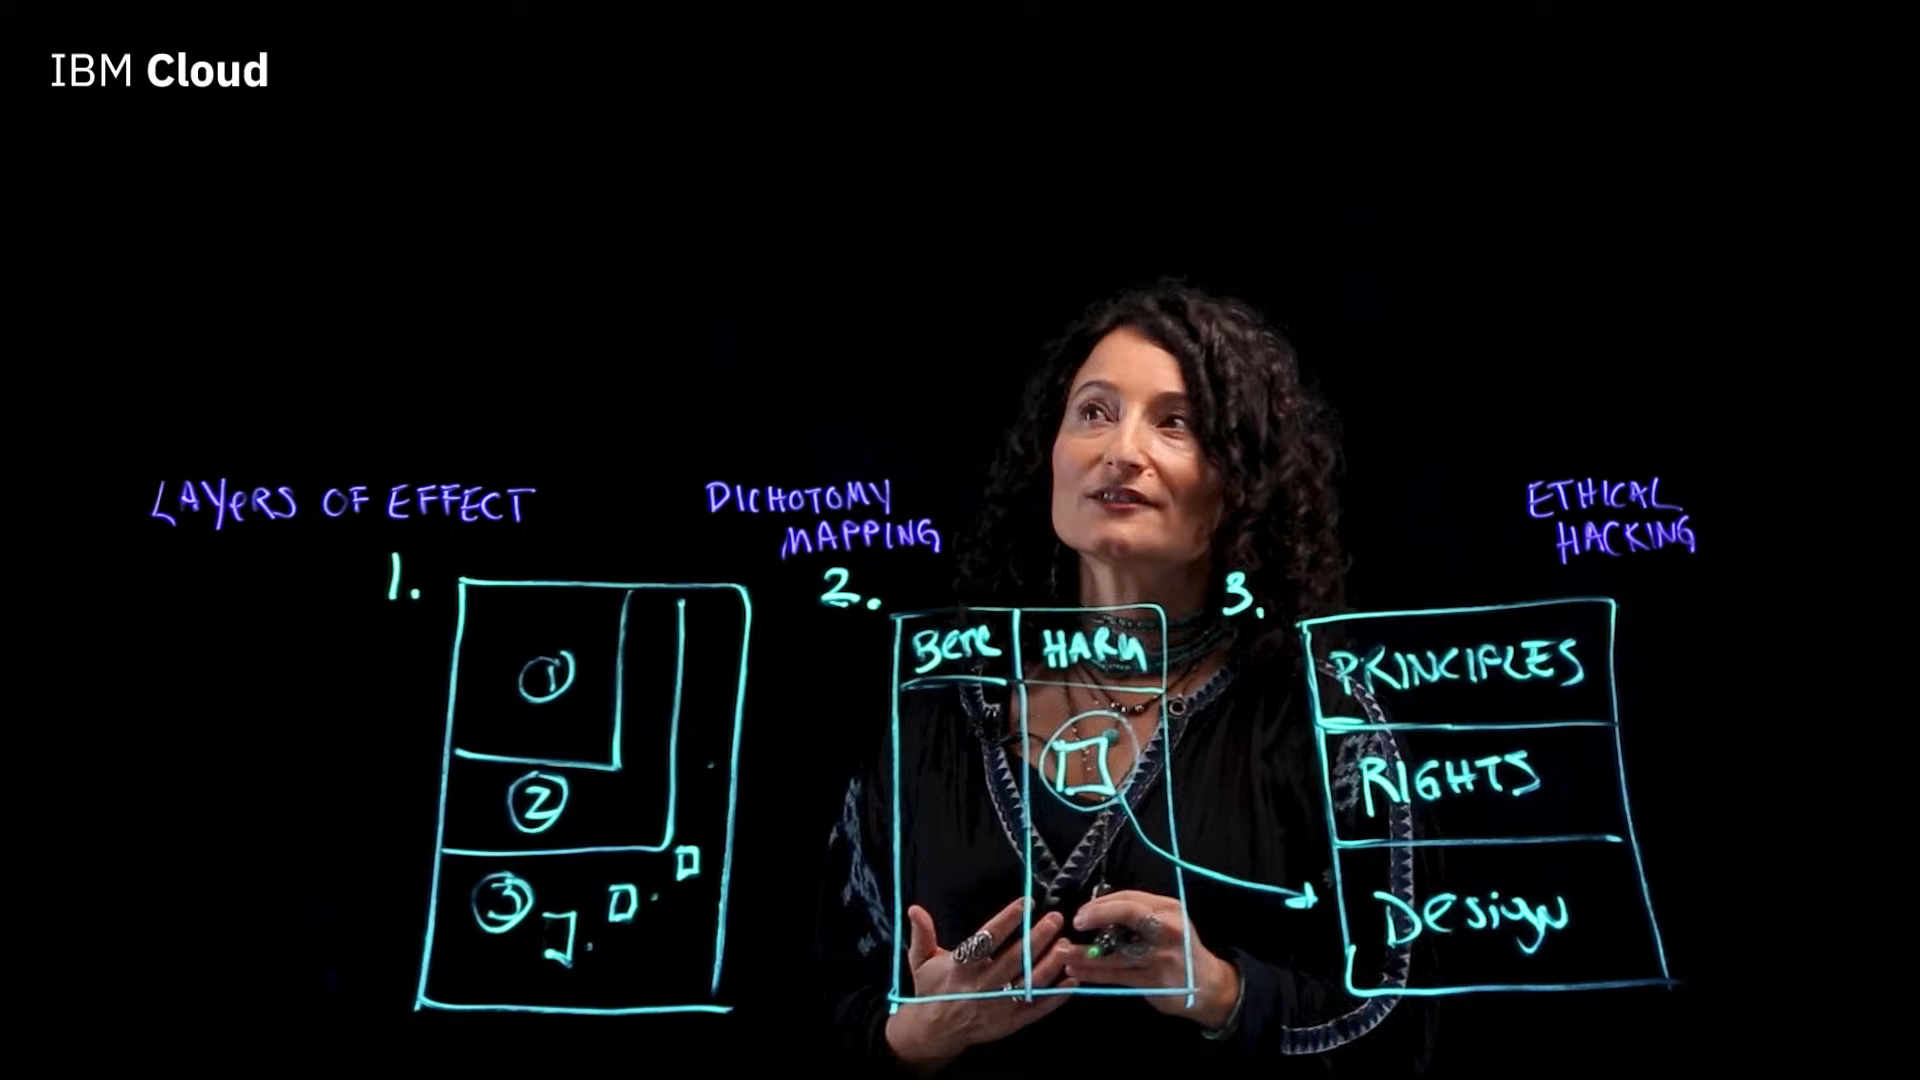 IBM Cloud
LAYERS OF EFFECT
DICHOTOMY
MAPPING
ETHICAL
HACKING
1.
2.
3.
1
2
3
BENE
HARM
PRINCIPLES
RIGHTS
Design